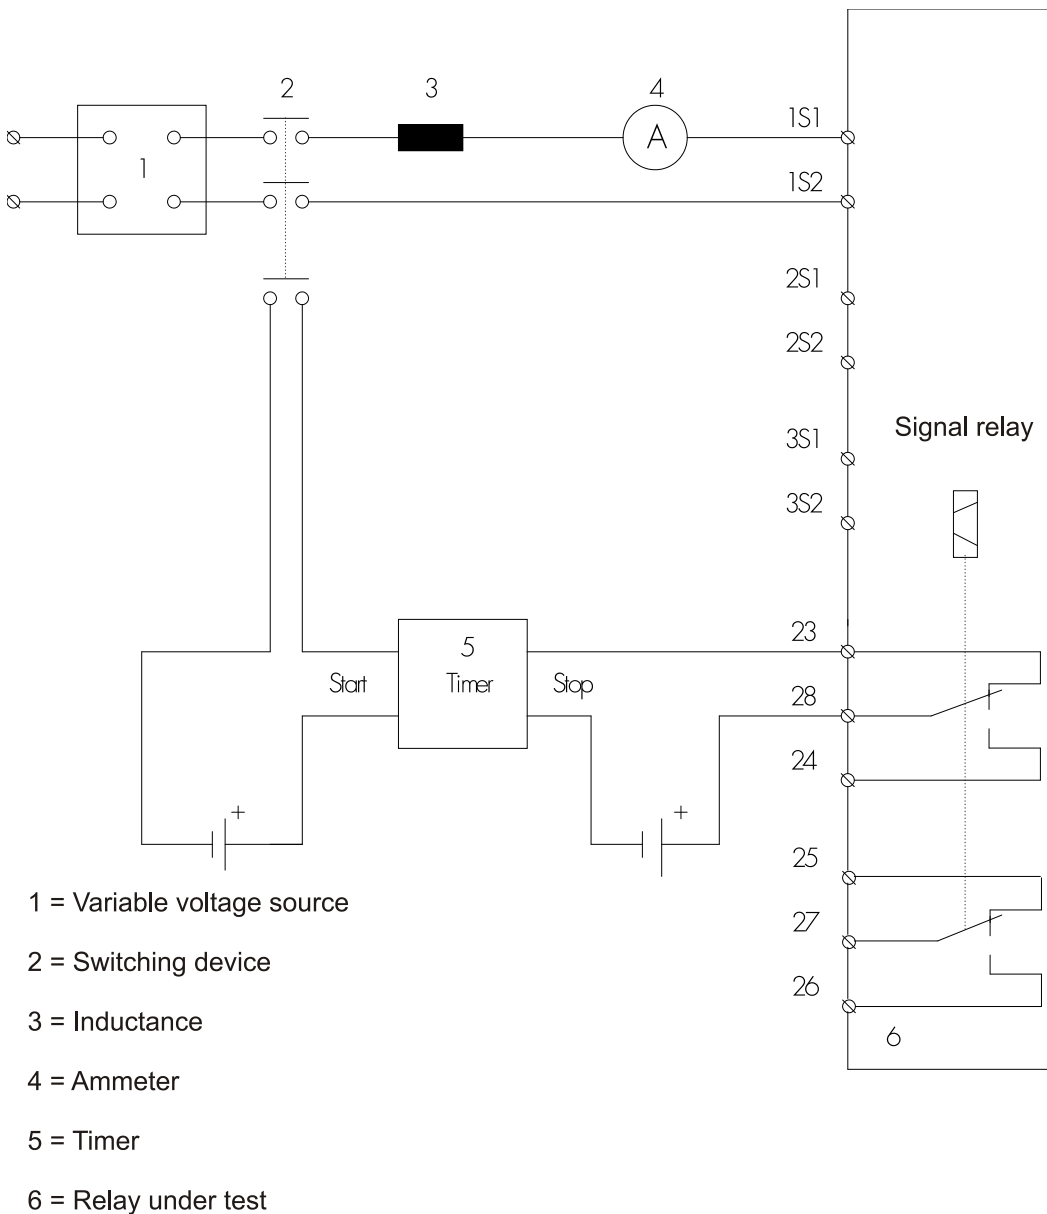 2
3
4
1S1
A
1
1S2
2S1
2S2
3S1
Signal relay
3S2
23
5
Start
Timer
Stop
28
24
+
+
25
1 = Variable voltage source
27
2 = Switching device
26
3 = Inductance
6
4 = Ammeter
5 = Timer
6 = Relay under test